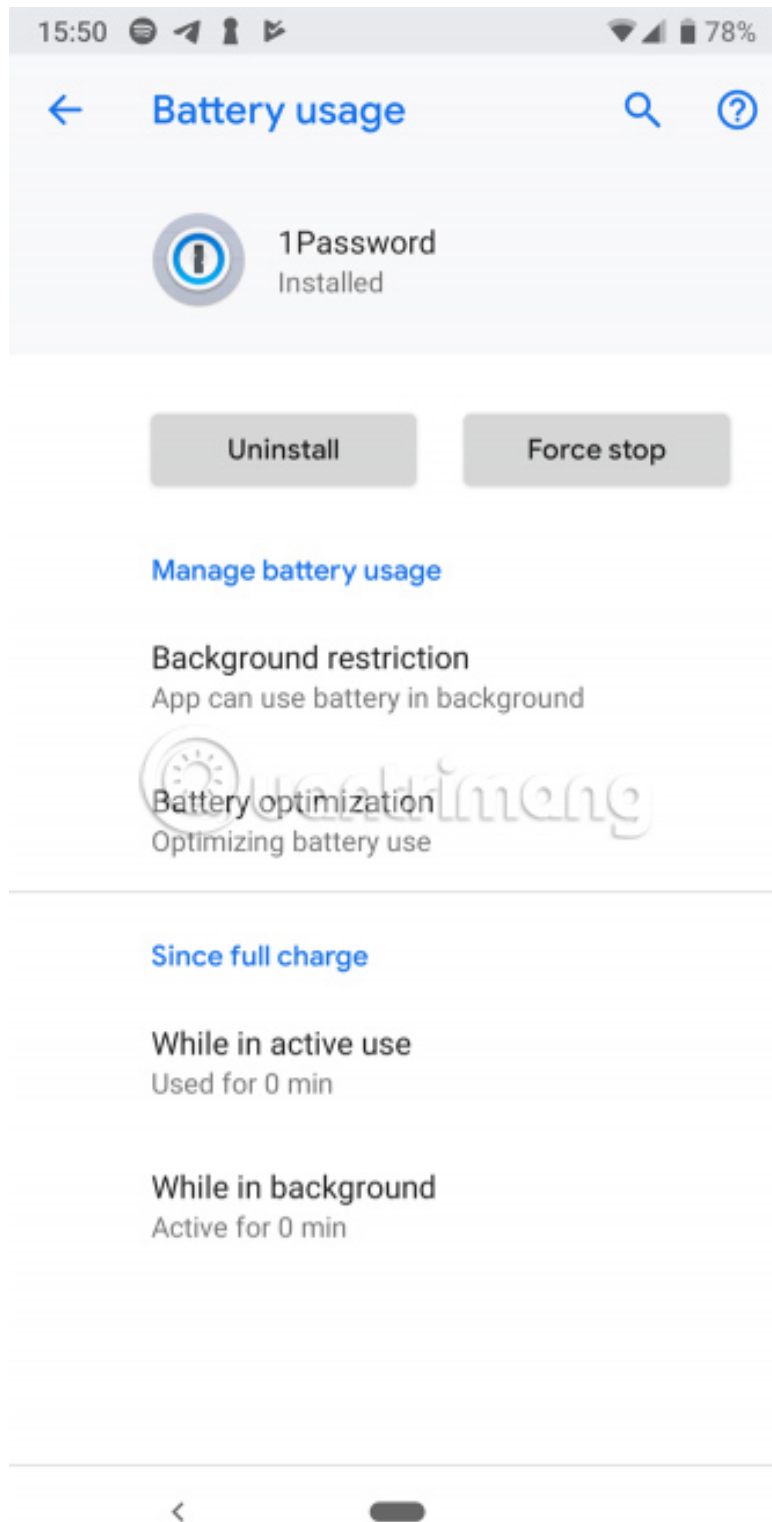 15:50 78%
Battery usage
1Password
Installed
Uninstall Force stop
Manage battery usage
Background restriction
App can use battery in background
Quantrimang
Battery optimization
Optimizing battery use
Since full charge
While in active use
Used for 0 min
While in background
Active for 0 min